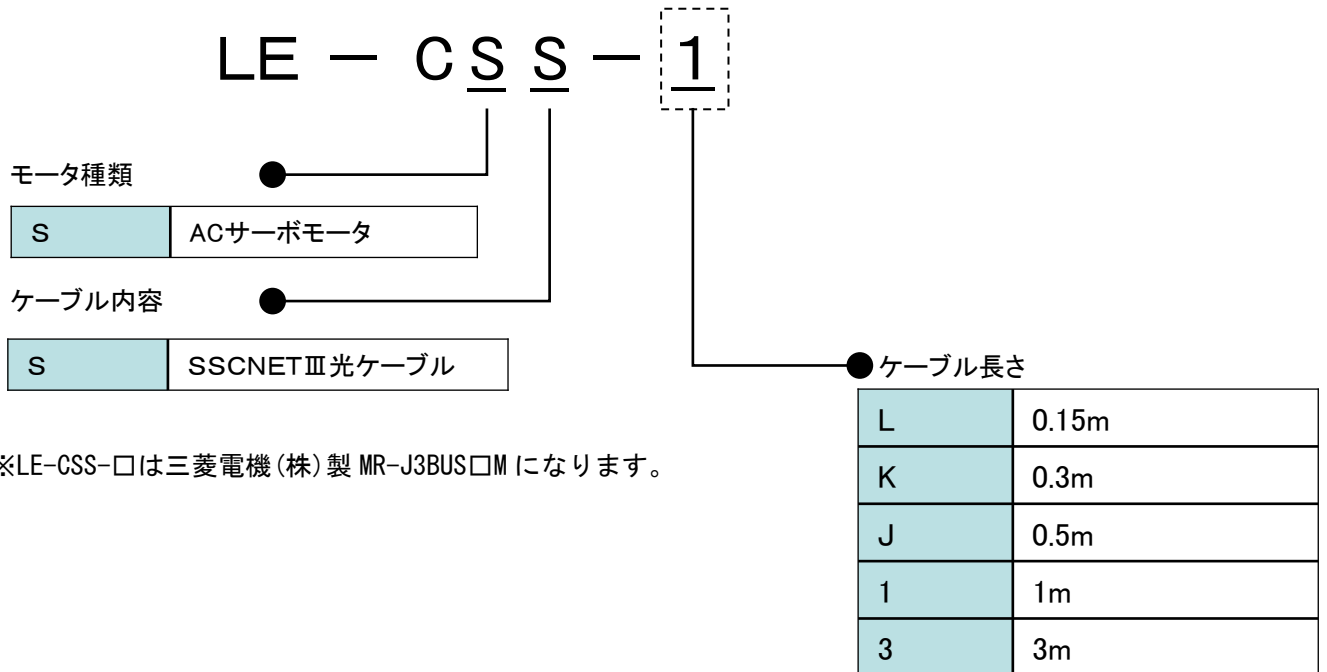 LE － CSS－1
モータ種類
S ACサーボモータ
ケーブル内容
S SSCNETⅢ光ケーブル
※LE-CSS-□は三菱電機(株)製 MR-J3BUS□M になります。
ケーブル長さ
L 0.15m
K 0.3m
J 0.5m
1 1m
3 3m